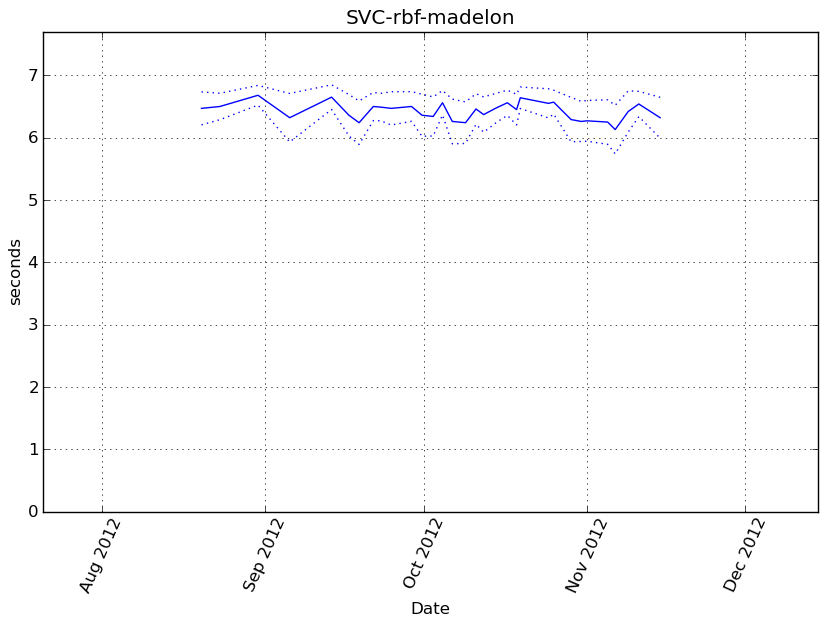 SVC-rbf-madelon
7
6
5
4
3
2
1
0
seconds
Aug 2012
Sep 2012
Oct 2012
Nov 2012
Dec 2012
Date